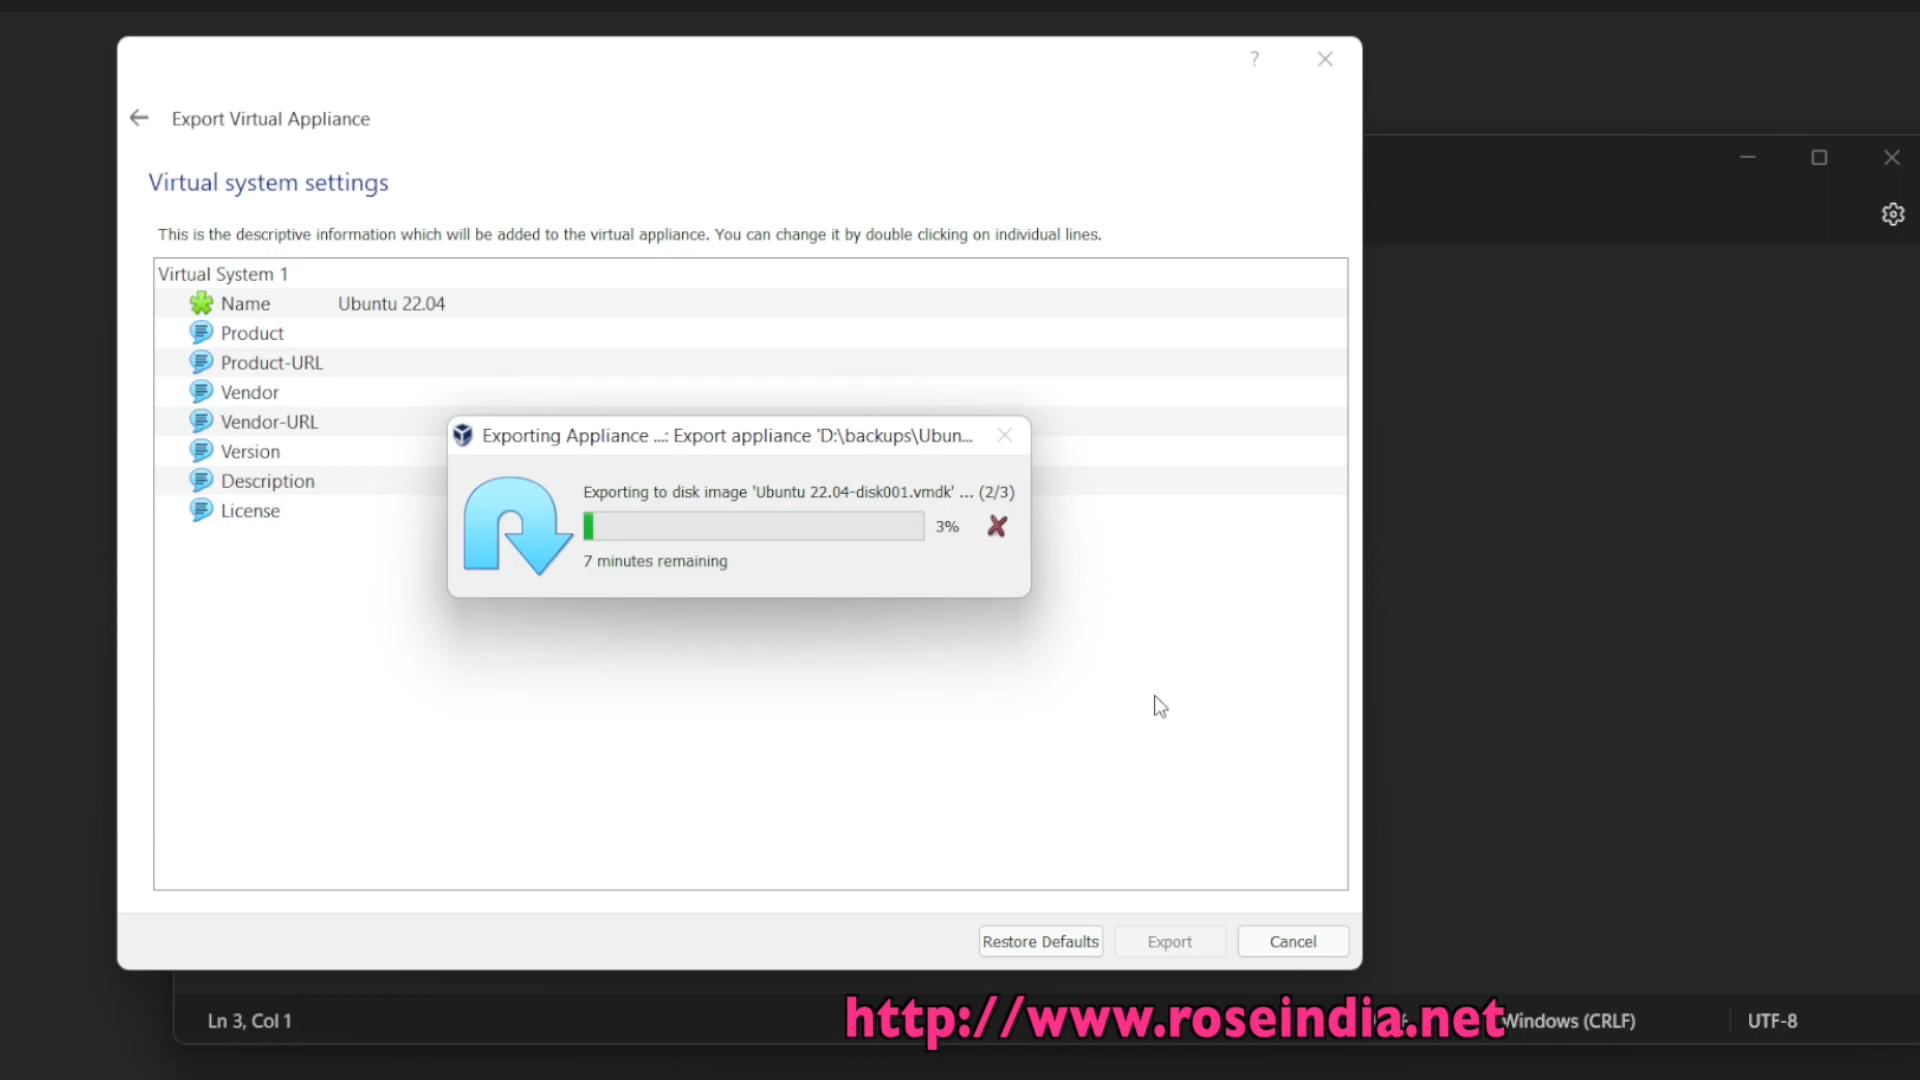 ?
Export Virtual Appliance
Virtual system settings
This is the descriptive information which will be added to the virtual appliance. You can change it by double clicking on individual lines.
Virtual System 1
Name Ubuntu 22.04
Product
Product-URL
Vendor
Vendor-URL
Version
Description
License
Exporting Appliance ...: Export appliance 'D:\backups\Ubun...
Exporting to disk image 'Ubuntu 22.04-disk001.vmdk' ... (2/3)
3%
7 minutes remaining
Restore Defaults
Export
Cancel
Ln 3, Col 1
http://www.roseindia.net
Windows (CRLF)
UTF-8